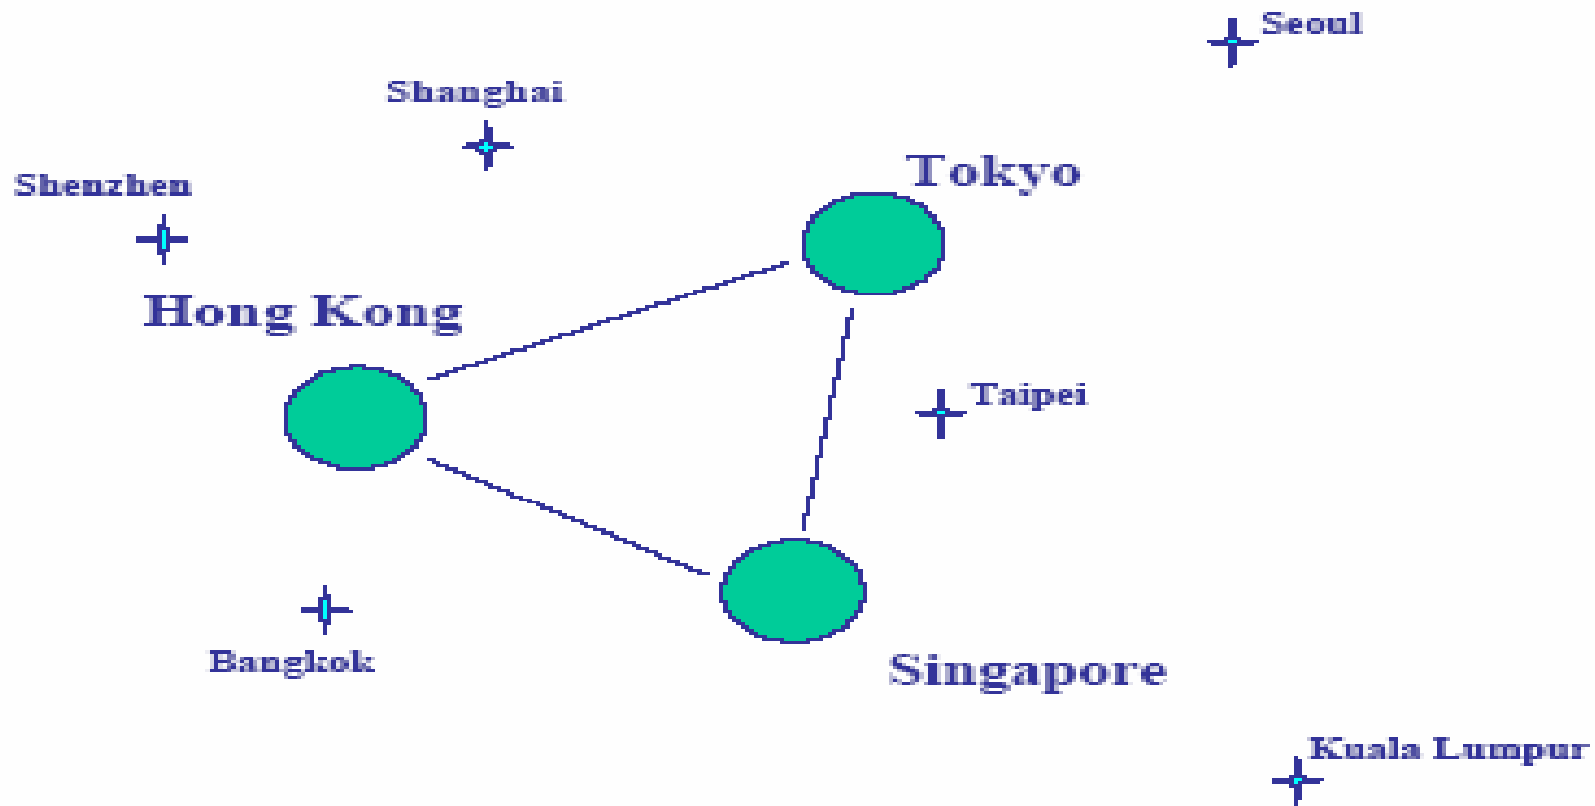 Seoul
Shanghai
Tokyo
Shenzhen
Hong Kong
Taipei
Bangkok
Singapore
Kuala Lumpur